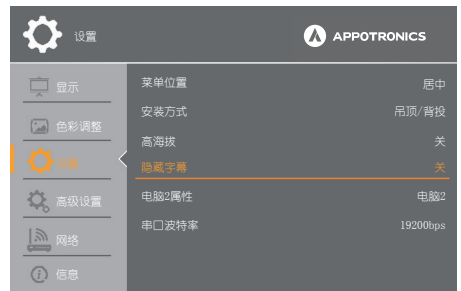 设置
APPOTRONICS
显示
色彩调整
设置
高级设置
网络
信息
菜单位置 居中
安装方式 吊顶/背投
高海拔 关
隐藏字幕 关
电脑2属性 电脑2
串口波特率 19200bps